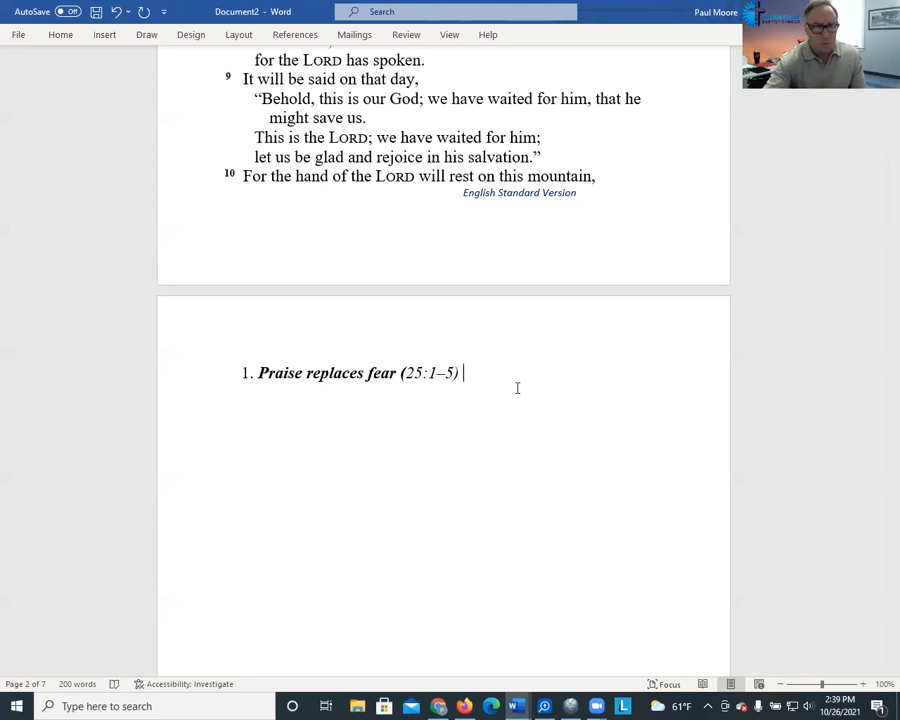 AutoSave Off Document2 - Word Search Paul Moore
File Home Insert Draw Design Layout References Mailings Review View Help
for the LORD has spoken.
9 It will be said on that day,
“Behold, this is our God; we have waited for him, that he
might save us.
This is the LORD; we have waited for him;
let us be glad and rejoice in his salvation.”
10 For the hand of the LORD will rest on this mountain,
English Standard Version
1. Praise replaces fear (25:1–5)
Page 2 of 7 200 words Accessibility: Investigate Focus 100%
Type here to search 61°F 2:39 PM
10/26/2021